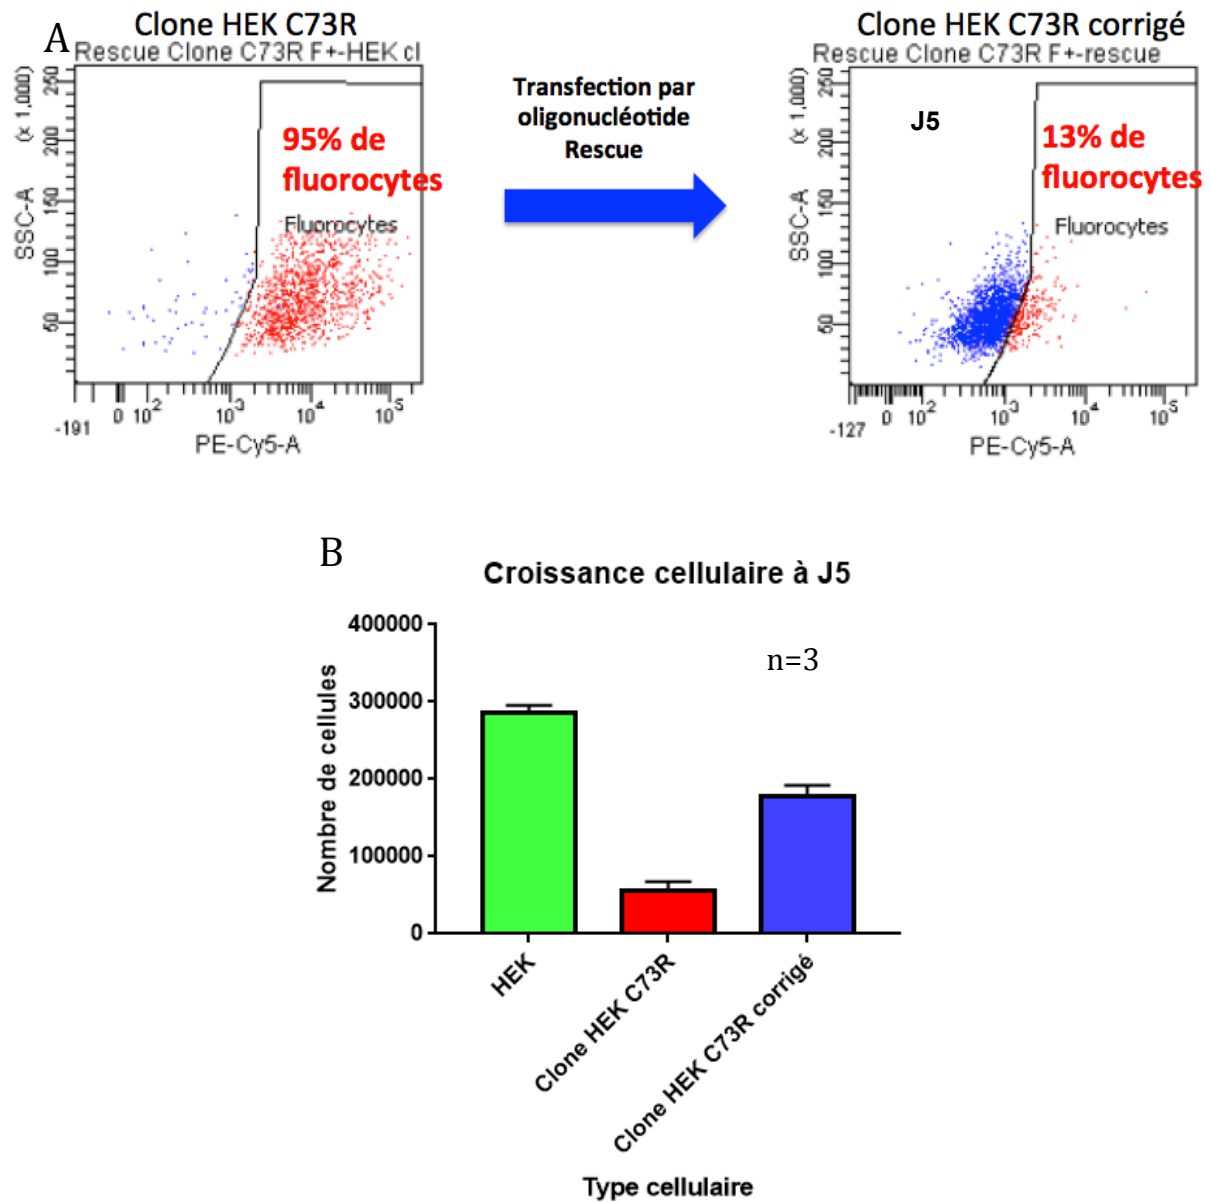 A
Clone HEK C73R
Rescue Clone C73R F+-HEK cl
(x 1,000)
250
200
150
100
50
SSC-A
95% de
fluorocytes
Fluorocytes
-191
0 10²
10³
10⁴
10⁵
PE-Cy5-A
Transfection par
oligonucléotide
Rescue
Clone HEK C73R corrigé
Rescue Clone C73R F+-rescue
(x 1,000)
250
200
150
100
50
SSC-A
J5
13% de
fluorocytes
Fluorocytes
-127
0 10²
10³
10⁴
10⁵
PE-Cy5-A
B
Croissance cellulaire à J5
n=3
Nombre de cellules
400000
300000
200000
100000
0
HEK
Clone HEK C73R
Clone HEK C73R corrigé
Type cellulaire